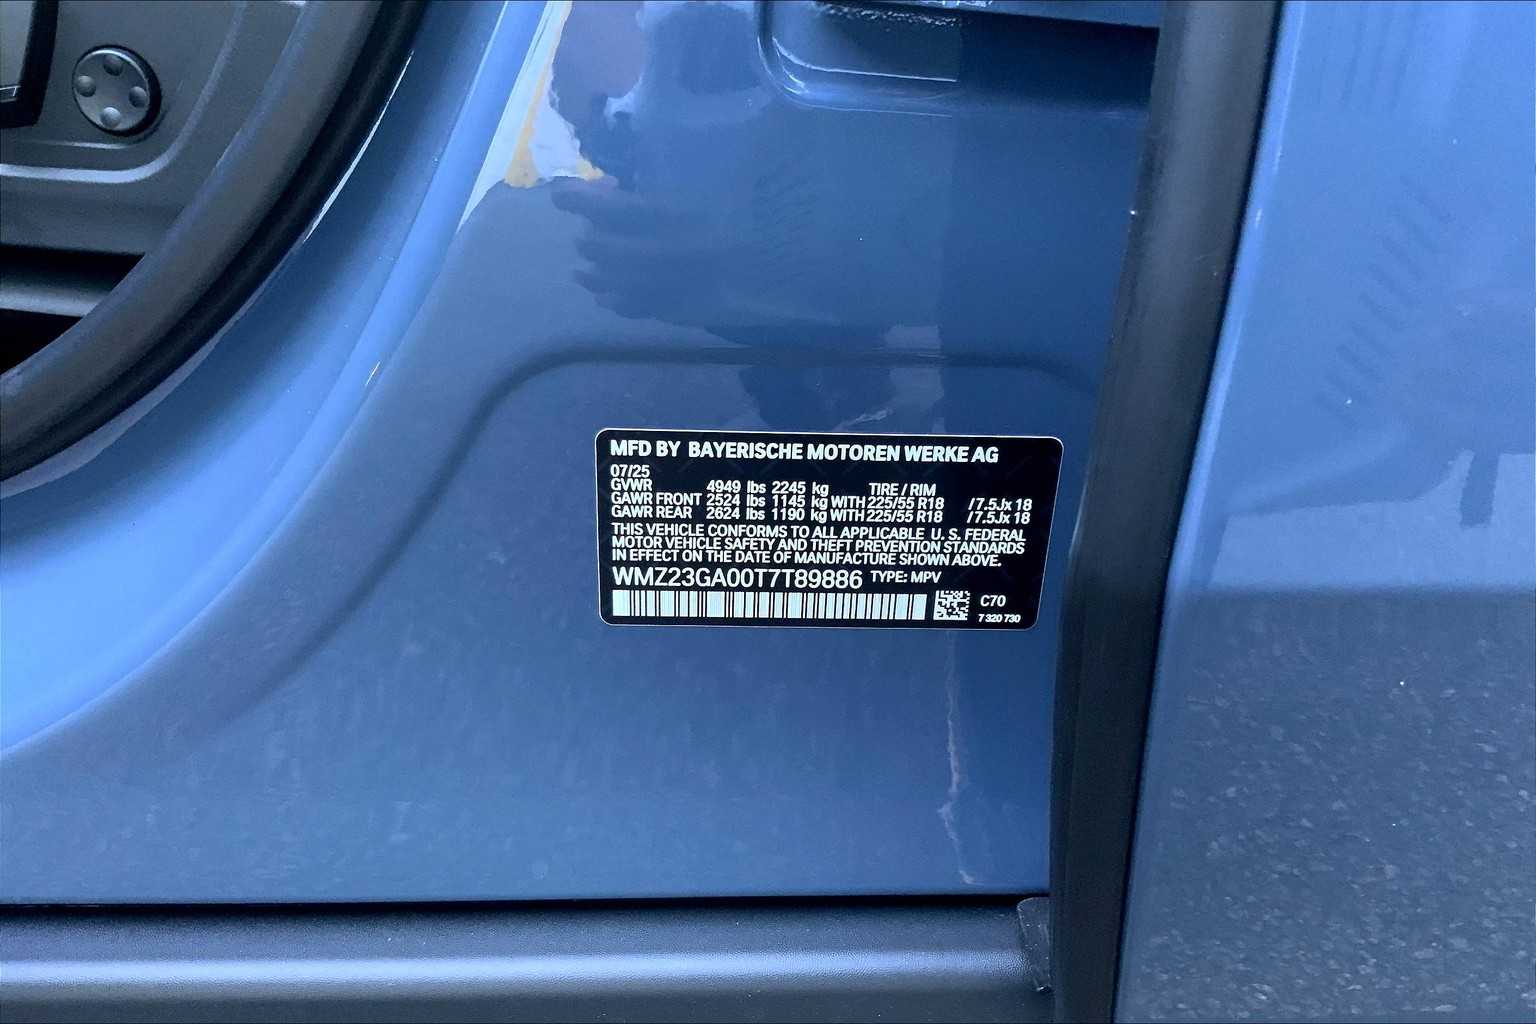 MFD BY BAYERISCHE MOTOREN WERKE AG
07/25
GVWR 4949 lbs 2245 kg TIRE / RIM
GAWR FRONT 2524 lbs 1145 kg WITH 225/55 R18 / 7.5Jx 18
GAWR REAR 2624 lbs 1190 kg WITH 225/55 R18 / 7.5Jx 18
THIS VEHICLE CONFORMS TO ALL APPLICABLE U. S. FEDERAL
MOTOR VEHICLE SAFETY AND THEFT PREVENTION STANDARDS
IN EFFECT ON THE DATE OF MANUFACTURE SHOWN ABOVE.
WMZ23GA00T7T89886 TYPE: MPV
C70
7 320 730